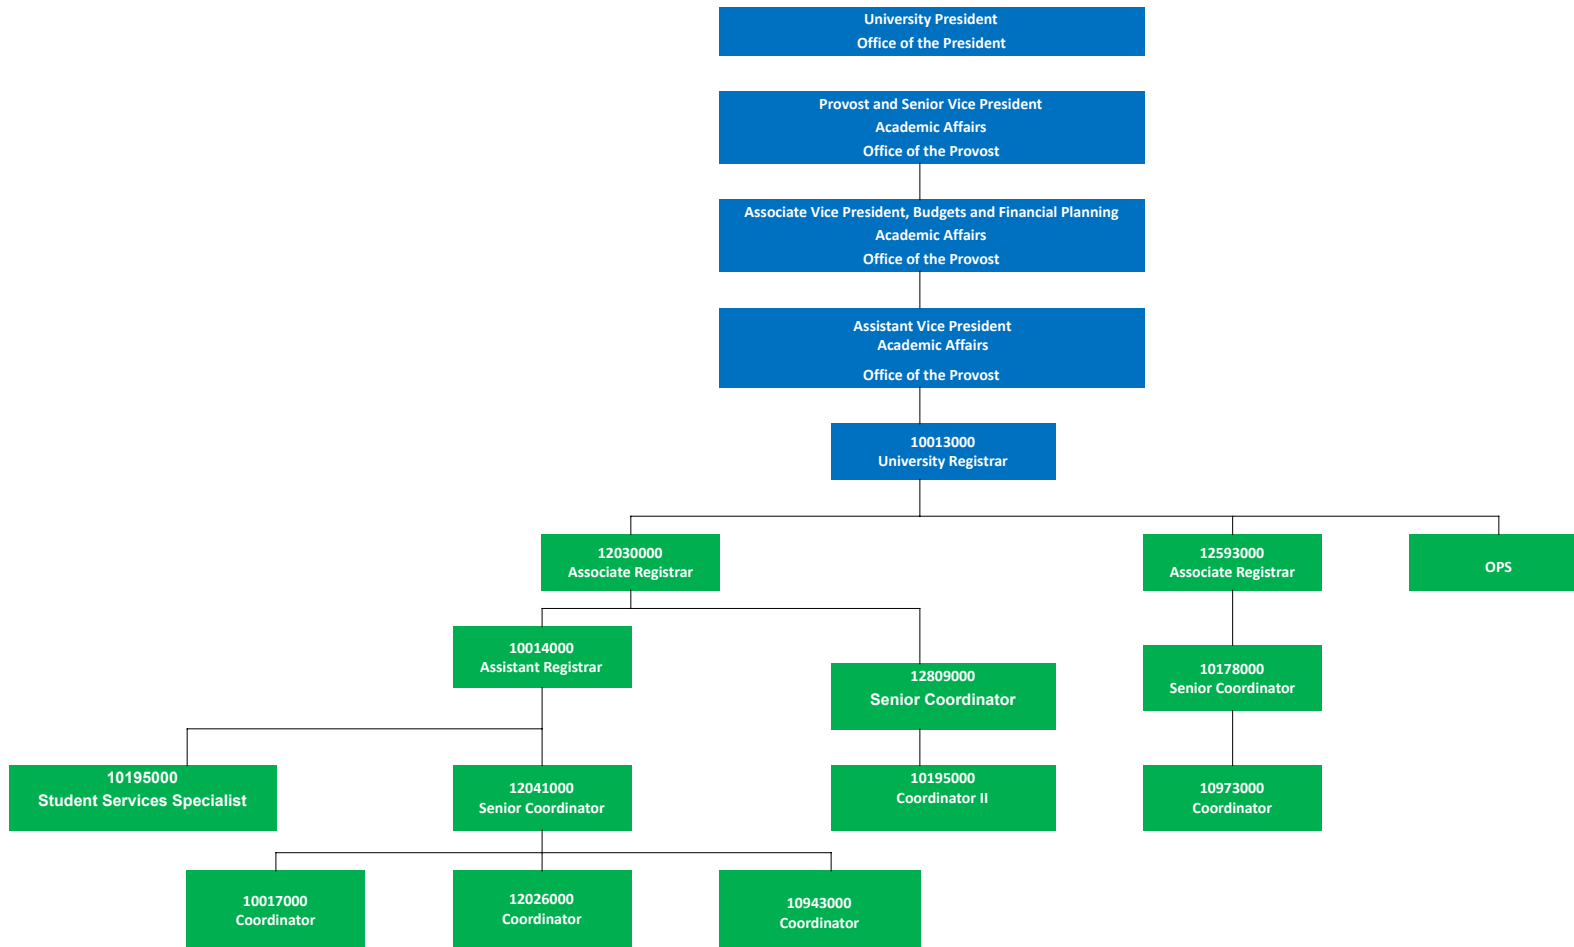 University President
Office of the President
Provost and Senior Vice President
Academic Affairs
Office of the Provost
Associate Vice President, Budgets and Financial Planning
Academic Affairs
Office of the Provost
Assistant Vice President
Academic Affairs
Office of the Provost
10013000
University Registrar
12030000
Associate Registrar
12593000
Associate Registrar
OPS
10014000
Assistant Registrar
12809000
Senior Coordinator
10178000
Senior Coordinator
10195000
Student Services Specialist
12041000
Senior Coordinator
10195000
Coordinator II
10973000
Coordinator
10017000
Coordinator
12026000
Coordinator
10943000
Coordinator